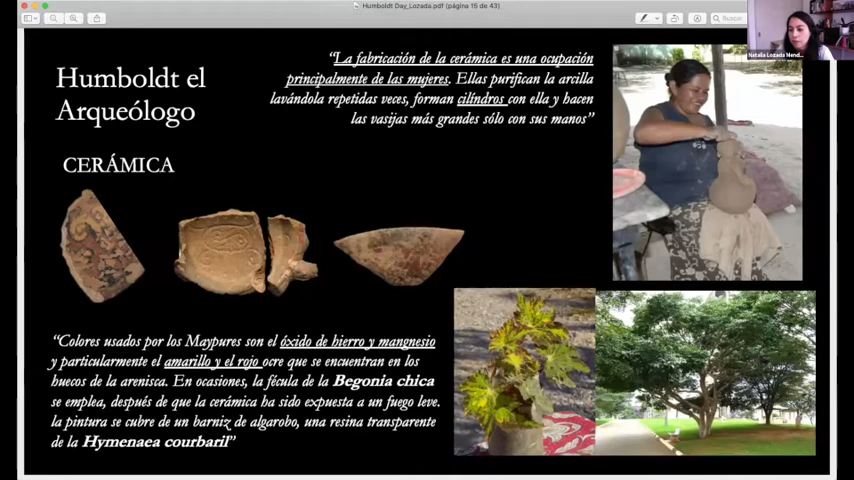 Humboldt Day_Lozada.pdf (página 15 de 43)
Buscar
Natalia Lozada Mend...
Humboldt el
Arqueólogo
CERÁMICA
“La fabricación de la cerámica es una ocupación
principalmente de las mujeres. Ellas purifican la arcilla
lavándola repetidas veces, forman cilíndros con ella y hacen
las vasijas más grandes sólo con sus manos”
“Colores usados por los Maypures son el óxido de hierro y mangnesio
y particularmente el amarillo y el rojo ocre que se encuentran en los
huecos de la arenisca. En ocasiones, la fécula de la Begonia chica
se emplea, después de que la cerámica ha sido expuesta a un fuego leve.
la pintura se cubre de un barniz de algarobo, una resina transparente
de la Hymenaea courbaril”